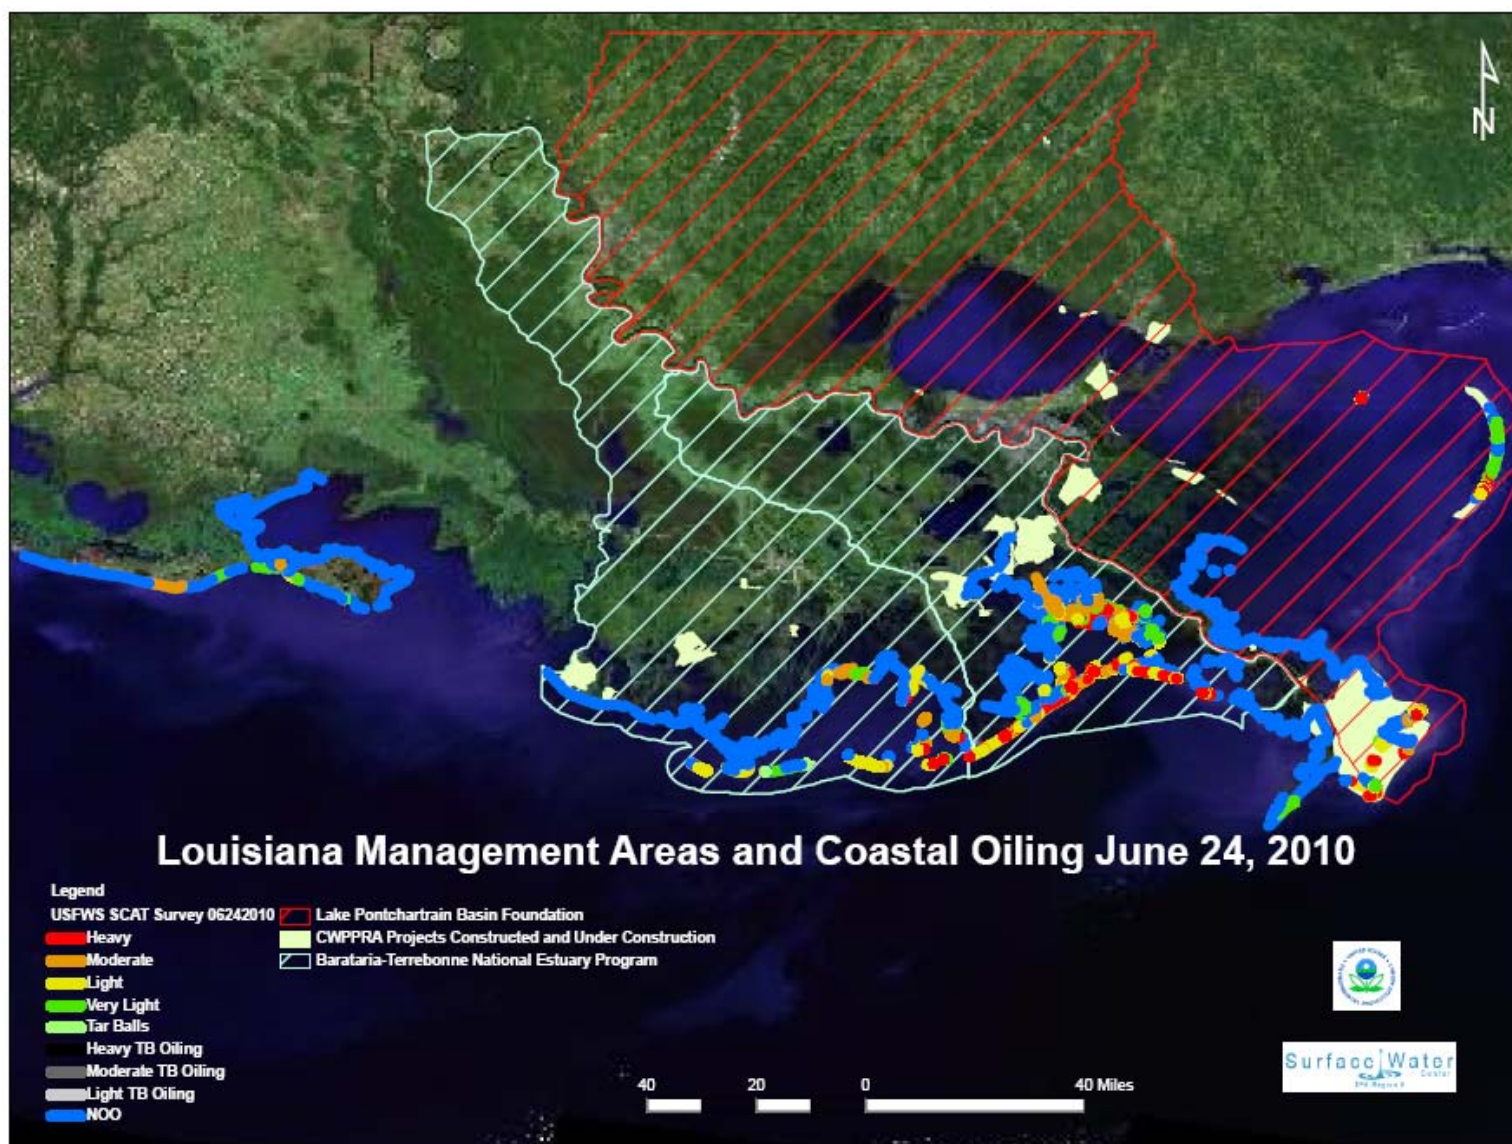 N
Louisiana Management Areas and Coastal Oiling June 24, 2010
Legend
USFWS SCAT Survey 06242010
Heavy
Moderate
Light
Very Light
Tar Balls
Heavy TB Oiling
Moderate TB Oiling
Light TB Oiling
NOO
Lake Pontchartrain Basin Foundation
CWPPRA Projects Constructed and Under Construction
Barataria-Terrebonne National Estuary Program
40 20 0 40 Miles
Surface Water
Center